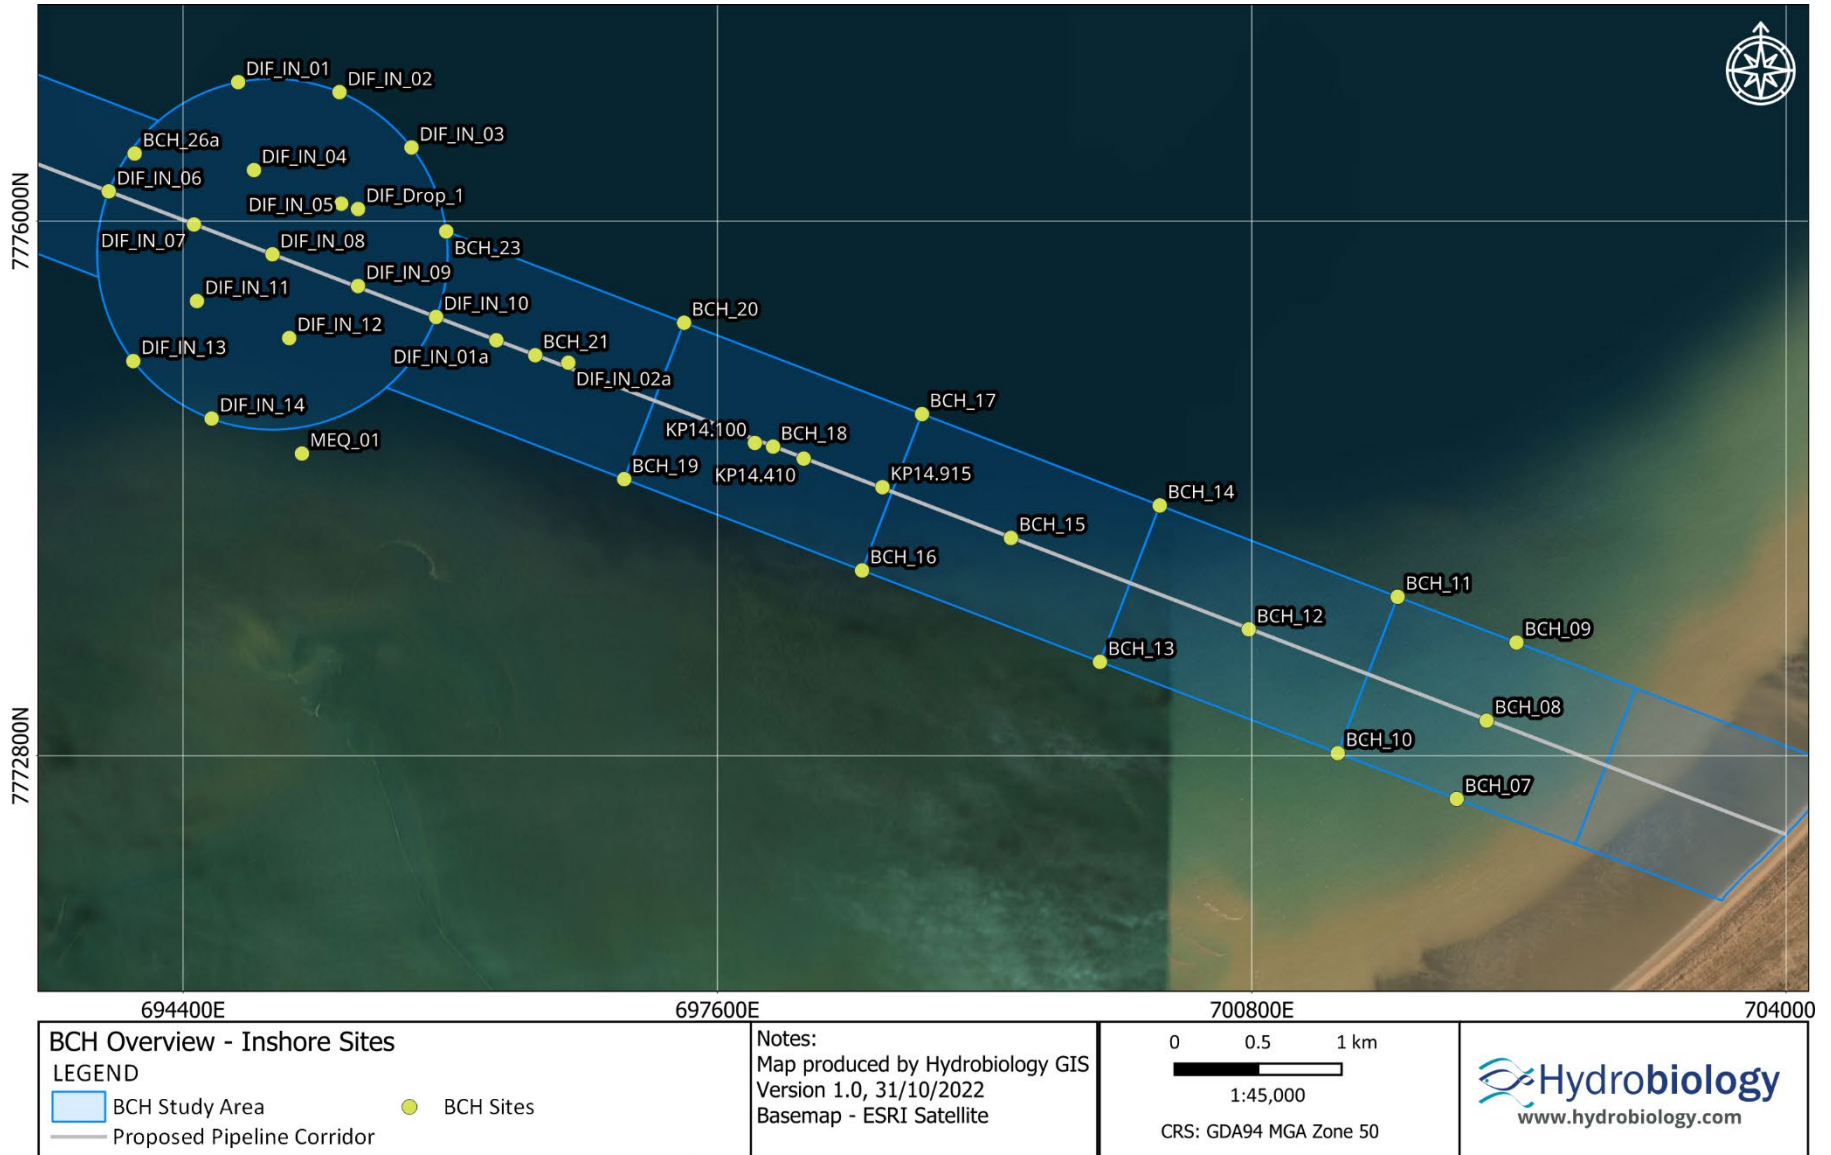 DIF_IN_01
DIF_IN_02
DIF_IN_03
BCH_26a
DIF_IN_04
DIF_IN_06
DIF_IN_05
DIF_Drop_1
7776000N
DIF_IN_07
DIF_IN_08
BCH_23
DIF_IN_09
DIF_IN_11
DIF_IN_10
BCH_20
DIF_IN_12
DIF_IN_13
DIF_IN_01a
BCH_21
DIF_IN_02a
DIF_IN_14
BCH_17
MEQ_01
KP14.100
BCH_18
BCH_19
KP14.410
KP14.915
BCH_14
BCH_15
BCH_16
BCH_11
BCH_12
BCH_09
BCH_13
BCH_08
7772800N
BCH_10
BCH_07
694400E
697600E
700800E
704000
BCH Overview - Inshore Sites
LEGEND
BCH Study Area
BCH Sites
Proposed Pipeline Corridor
Notes:
Map produced by Hydrobiology GIS
Version 1.0, 31/10/2022
Basemap - ESRI Satellite
0 0.5 1 km
1:45,000
CRS: GDA94 MGA Zone 50
Hydrobiology
www.hydrobiology.com